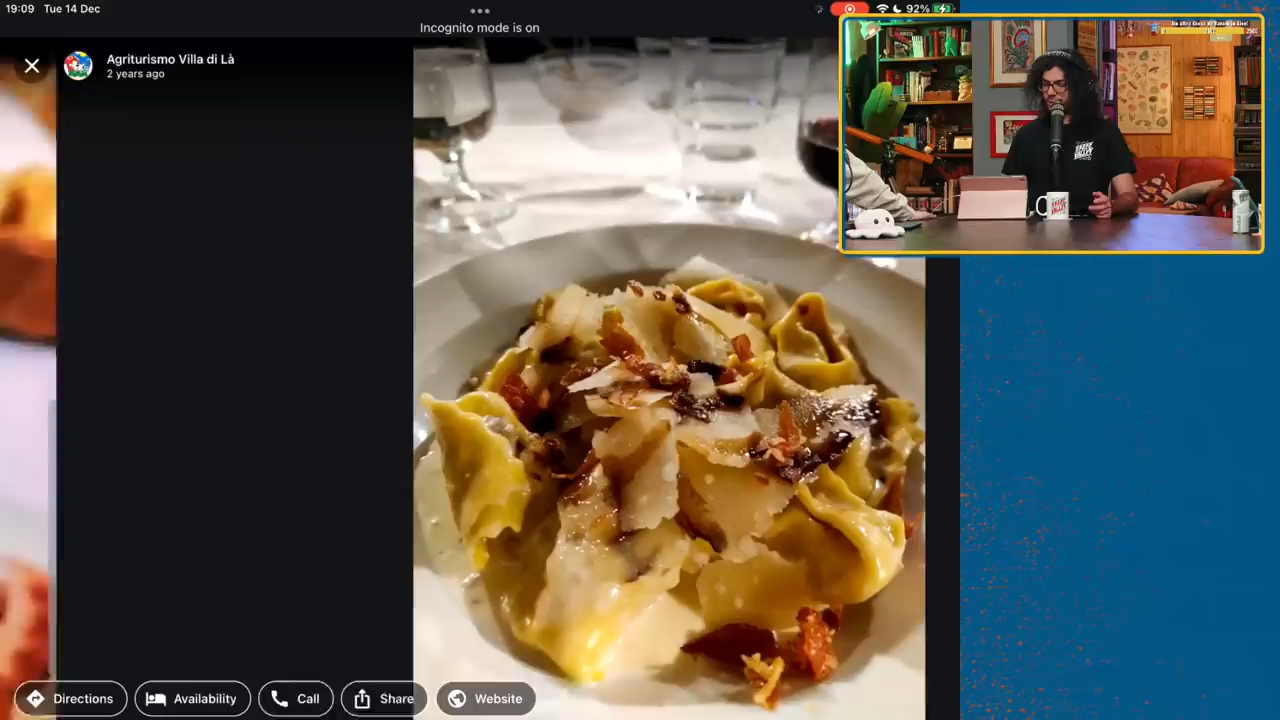 19:09 Tue 14 Dec
92%
Incognito mode is on
Agriturismo Villa di Là
2 years ago
Directions
Availability
Call
Share
Website